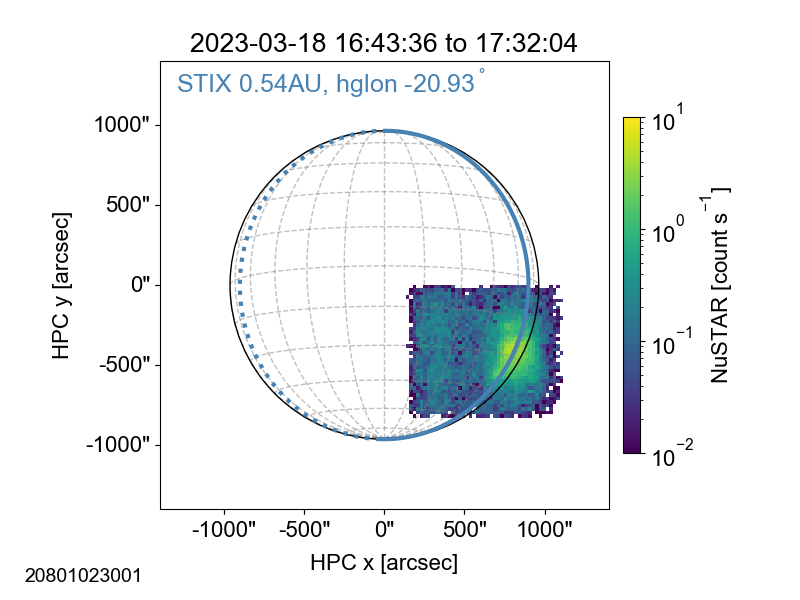 2023-03-18 16:43:36 to 17:32:04
STIX 0.54AU, hglon -20.93°
1000"
500"
0"
-500"
-1000"
HPC y [arcsec]
-1000" -500" 0" 500" 1000"
HPC x [arcsec]
10¹
10⁰
10⁻¹
10⁻²
NuSTAR [count s⁻¹]
20801023001